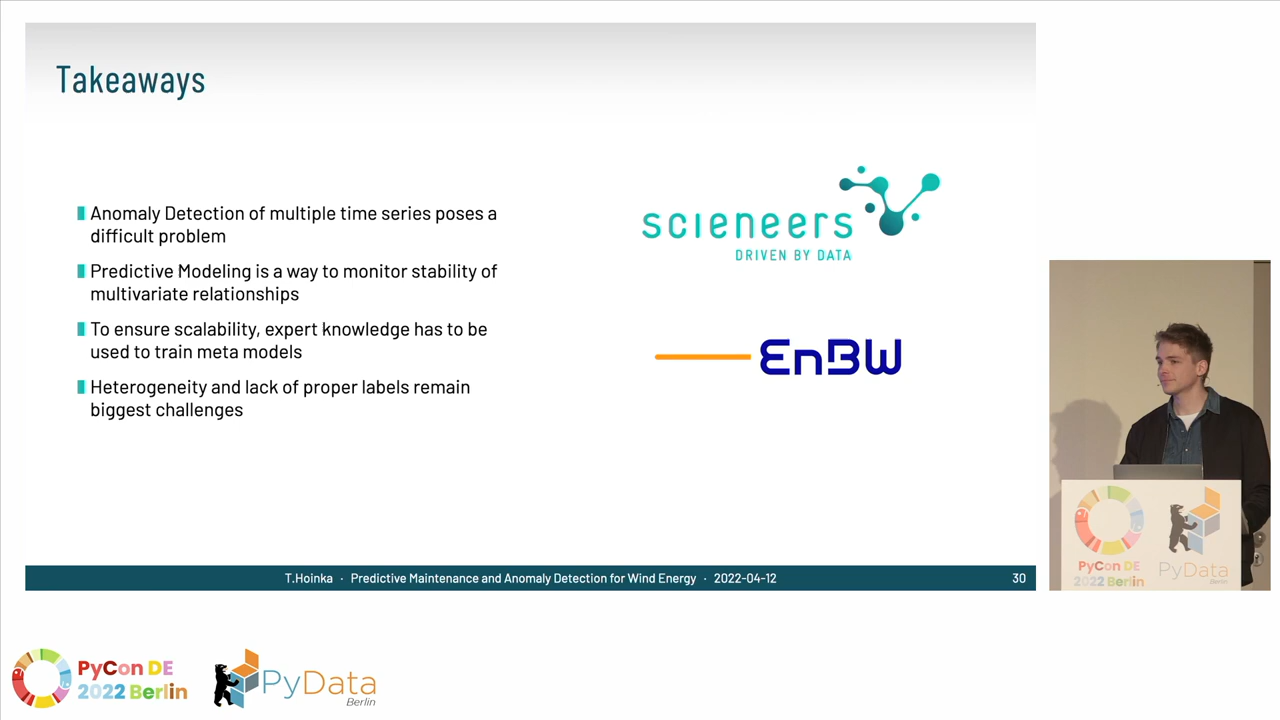 Takeaways
Anomaly Detection of multiple time series poses a
difficult problem
Predictive Modeling is a way to monitor stability of
multivariate relationships
To ensure scalability, expert knowledge has to be
used to train meta models
Heterogeneity and lack of proper labels remain
biggest challenges
scieneers
DRIVEN BY DATA
EnBW
T.Hoinka · Predictive Maintenance and Anomaly Detection for Wind Energy · 2022-04-12
30
PyCon DE
2022 Berlin
PyData
Berlin
PyCon DE
2022 Berlin
PyData
Berlin